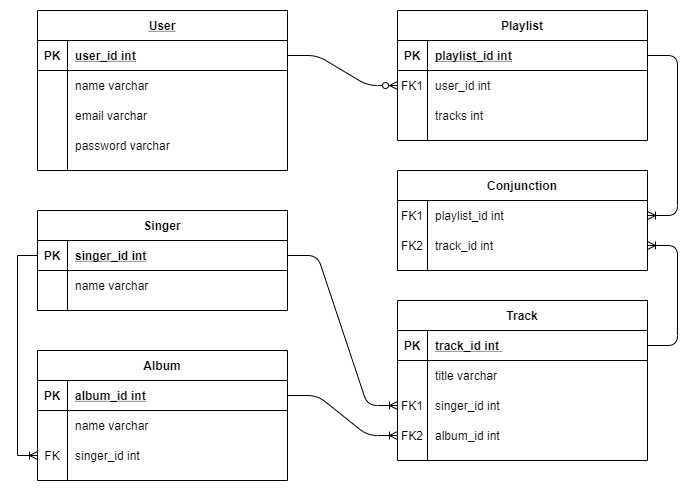 User
PK user_id int
name varchar
email varchar
password varchar
Playlist
PK playlist_id int
FK1 user_id int
tracks int
Conjunction
FK1 playlist_id int
FK2 track_id int
Singer
PK singer_id int
name varchar
Track
PK track_id int
title varchar
FK1 singer_id int
FK2 album_id int
Album
PK album_id int
name varchar
FK singer_id int